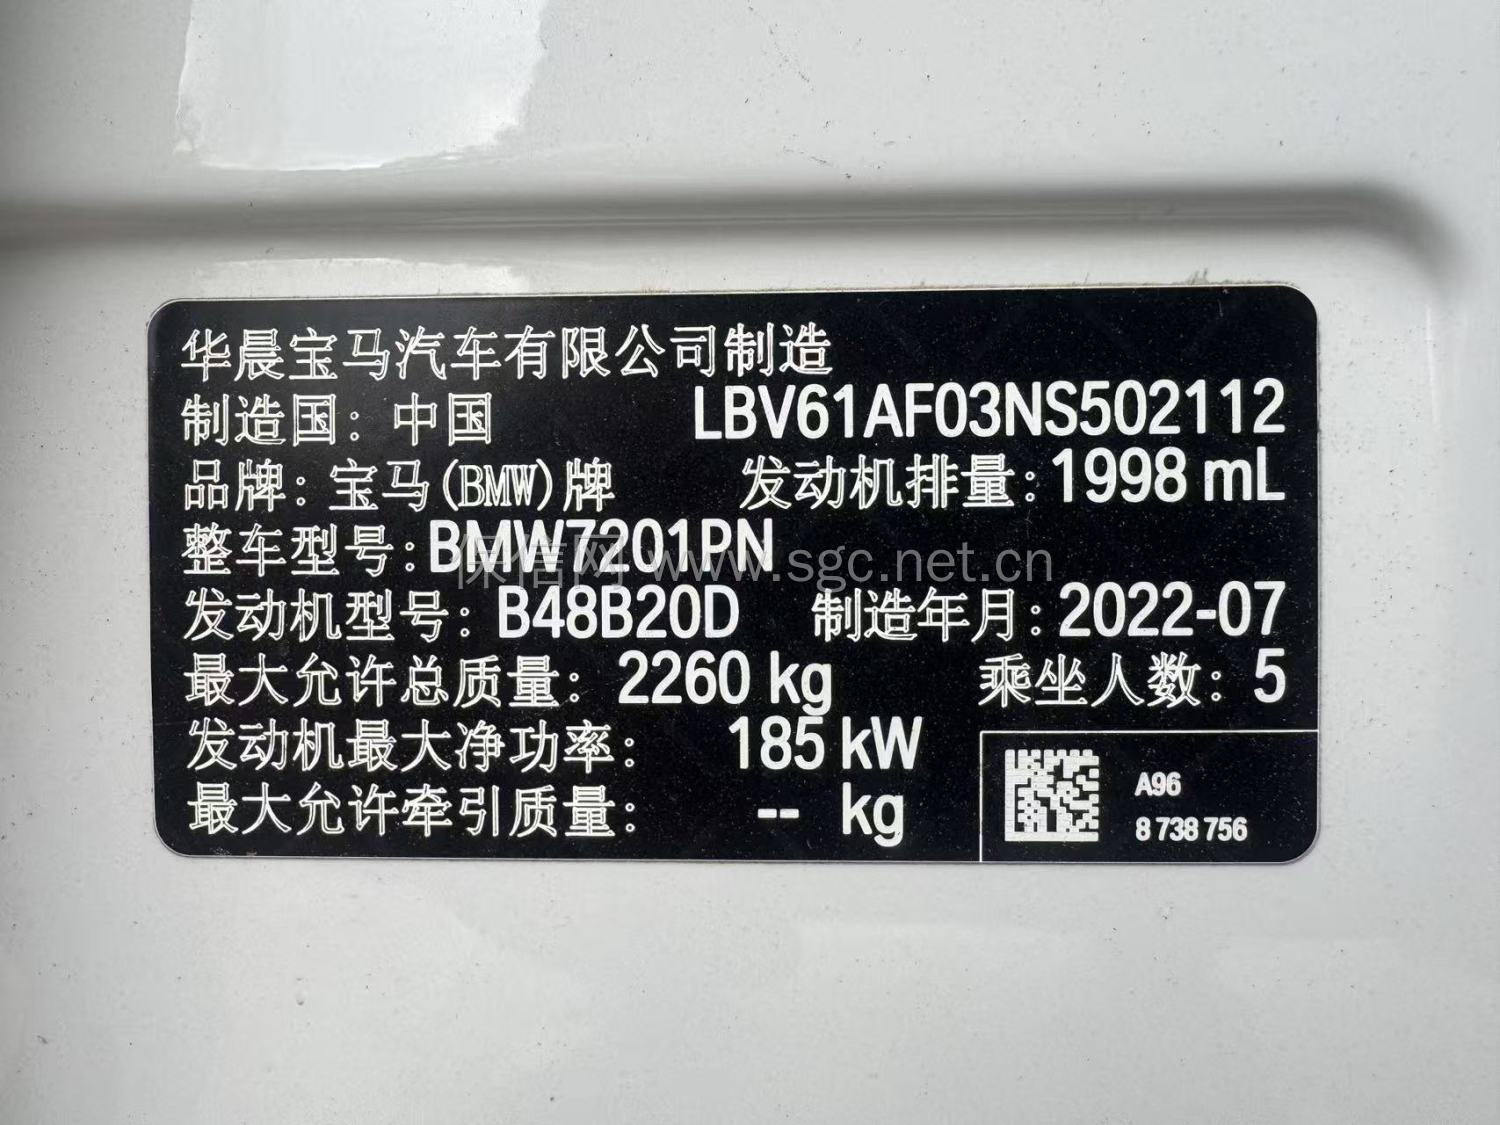 华晨宝马汽车有限公司制造
制造国：中国 LBV61AF03NS502112
品牌：宝马(BMW)牌 发动机排量：1998 mL
整车型号：BMW7201PN
保信网 www.sgc.net.cn
发动机型号：B48B20D 制造年月：2022-07
最大允许总质量：2260 kg 乘坐人数：5
发动机最大净功率：185 kW
最大允许牵引质量：-- kg
A96
8 738 756